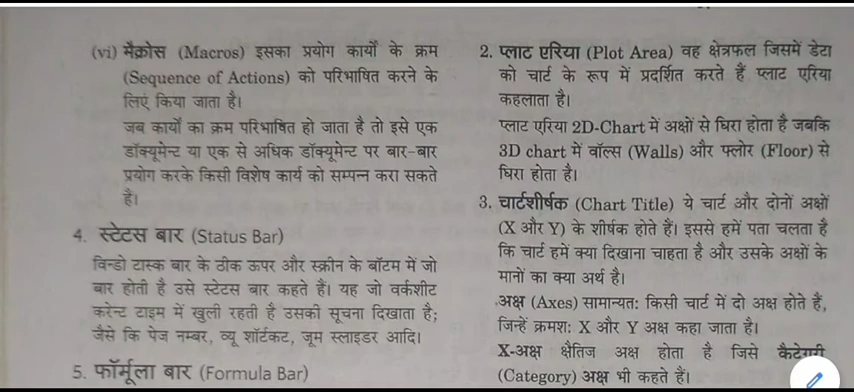 (vi) मैक्रोस (Macros) इसका प्रयोग कार्यों के क्रम
(Sequence of Actions) को परिभाषित करने के
लिएं किया जाता है।
जब कार्यों का क्रम परिभाषित हो जाता है तो इसे एक
डॉक्यूमेन्ट या एक से अधिक डॉक्यूमेन्ट पर बार-बार
प्रयोग करके किसी विशेष कार्य को सम्पन्न करा सकते
हैं।
4. स्टेटस बार (Status Bar)
विन्डो टास्क बार के ठीक ऊपर और स्क्रीन के बॉटम में जो
बार होती है उसे स्टेटस बार कहते हैं। यह जो वर्कशीट
करेन्ट टाइम में खुली रहती है उसकी सूचना दिखाता है;
जैसे कि पेज नम्बर, व्यू शॉर्टकट, ज़ूम स्लाइडर आदि।
5. फॉर्मूला बार (Formula Bar)
2. प्लाट एरिया (Plot Area) वह क्षेत्रफल जिसमें डेटा
को चार्ट के रूप में प्रदर्शित करते हैं प्लाट एरिया
कहलाता है।
प्लाट एरिया 2D-Chart में अक्षों से घिरा होता है जबकि
3D chart में वॉल्स (Walls) और फ्लोर (Floor) से
घिरा होता है।
3. चार्टशीर्षक (Chart Title) ये चार्ट और दोनों अक्षों
(X और Y) के शीर्षक होते हैं। इससे हमें पता चलता है
कि चार्ट हमें क्या दिखाना चाहता है और उसके अक्षों के
मानों का क्या अर्थ है।
अक्ष (Axes) सामान्यत: किसी चार्ट में दो अक्ष होते हैं,
जिन्हें क्रमश: X और Y अक्ष कहा जाता है।
X-अक्ष क्षैतिज अक्ष होता है जिसे कैटेगरी
(Category) अक्ष भी कहते हैं।